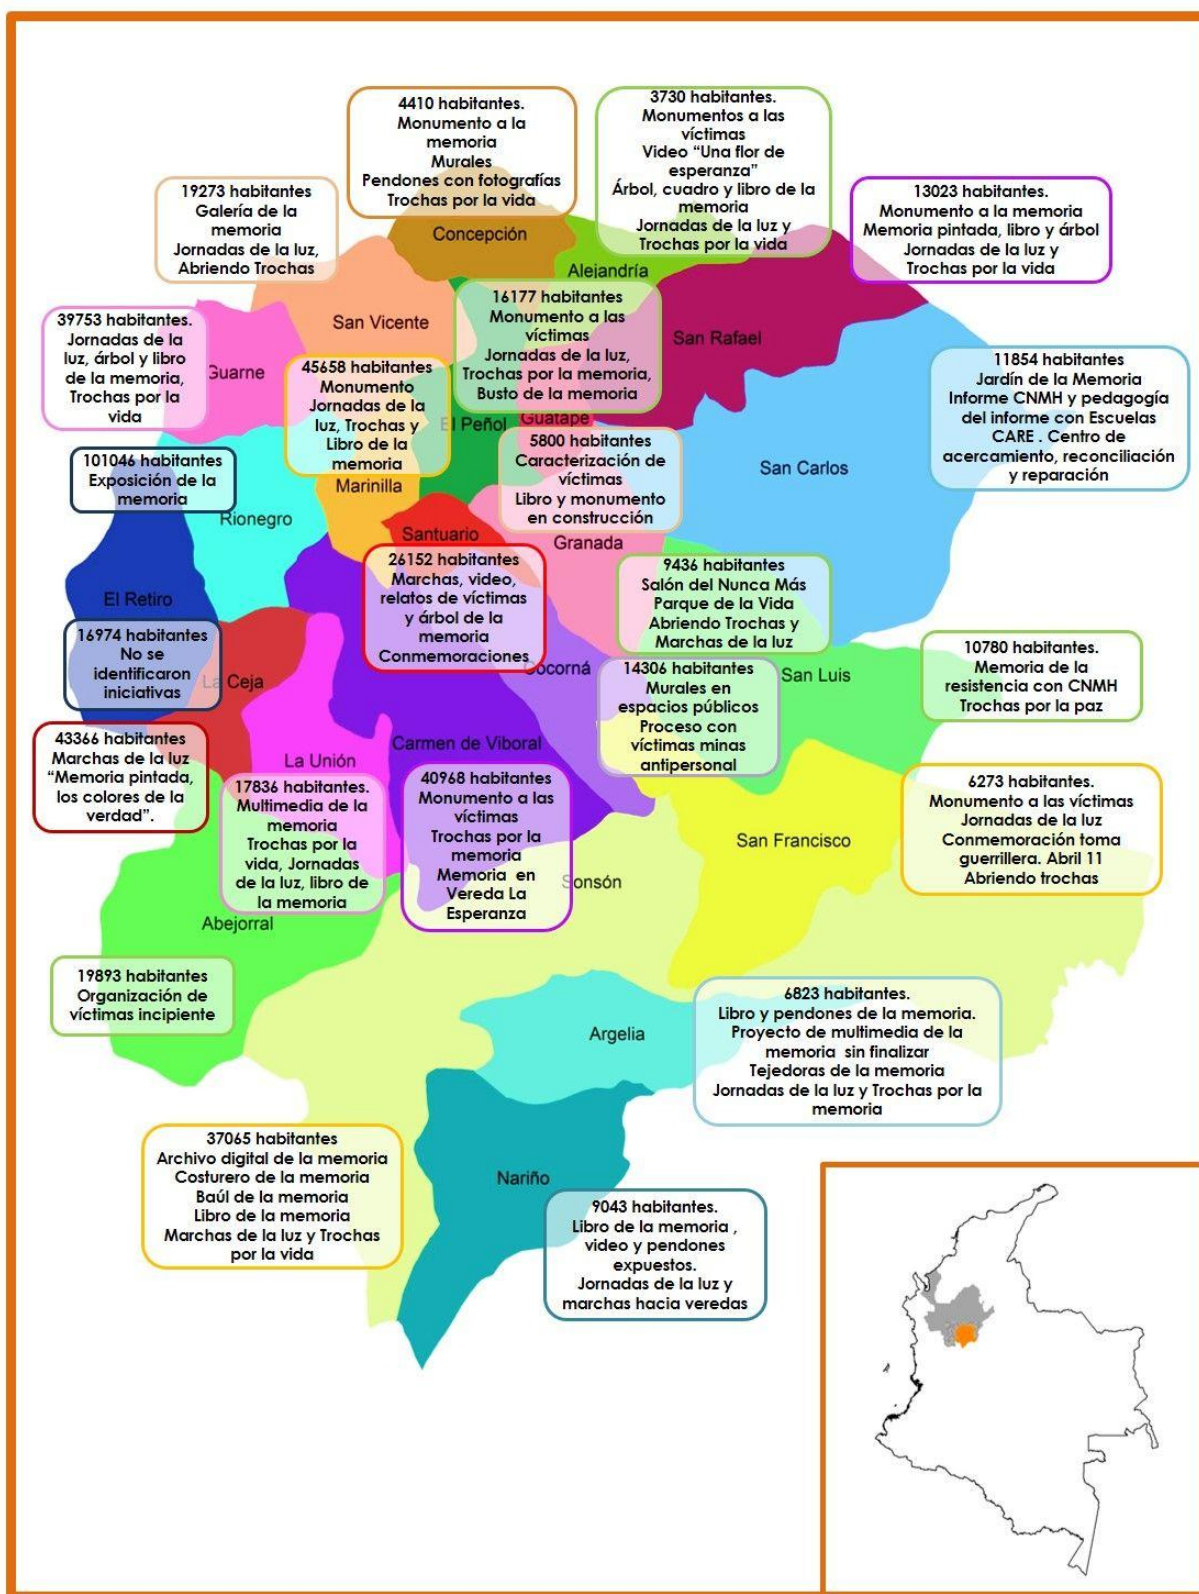 4410 habitantes.
Monumento a la
memoria
Murales
Pendones con fotografías
Trochas por la vida
3730 habitantes.
Monumentos a las
víctimas
Video “Una flor de
esperanza”
Árbol, cuadro y libro de la
memoria
Jornadas de la luz y
Trochas por la vida
19273 habitantes
Galería de la
memoria
Jornadas de la luz,
Abriendo Trochas
13023 habitantes.
Monumento a la memoria
Memoria pintada, libro y árbol
Jornadas de la luz y
Trochas por la vida
Concepción
Alejandría
San Vicente
San Rafael
16177 habitantes
Monumento a las
víctimas
Jornadas de la luz,
Trochas por la memoria,
Busto de la memoria
39753 habitantes.
Jornadas de la
luz, árbol y libro
de la memoria,
Trochas por la
vida
Guarne
45658 habitantes
Monumento
Jornadas de la
luz, Trochas y
Libro de la
memoria
El Peñol
Guatape
11854 habitantes
Jardín de la Memoria
Informe CNMH y pedagogía
del informe con Escuelas
CARE . Centro de
acercamiento, reconciliación
y reparación
5800 habitantes
Caracterización de
víctimas
Libro y monumento
en construcción
San Carlos
101046 habitantes
Exposición de la
memoria
Marinilla
Rionegro
Santuario
Granada
26152 habitantes
Marchas, video,
relatos de víctimas
y árbol de la
memoria
Conmemoraciones
9436 habitantes
Salón del Nunca Más
Parque de la Vida
Abriendo Trochas y
Marchas de la luz
El Retiro
16974 habitantes
No se
identificaron
iniciativas
La Ceja
Cocorná
14306 habitantes
Murales en
espacios públicos
Proceso con
víctimas minas
antipersonal
San Luis
10780 habitantes.
Memoria de la
resistencia con CNMH
Trochas por la paz
43366 habitantes
Marchas de la luz
“Memoria pintada,
los colores de la
verdad”.
La Unión
Carmen de Viboral
17836 habitantes.
Multimedia de la
memoria
Trochas por la
vida, Jornadas
de la luz, libro de
la memoria
40968 habitantes
Monumento a las
víctimas
Trochas por la
memoria
Memoria en
Vereda La
Esperanza
San Francisco
6273 habitantes.
Monumento a las víctimas
Jornadas de la luz
Conmemoración toma
guerrillera. Abril 11
Abriendo trochas
Sonsón
Abejorral
19893 habitantes
Organización de
víctimas incipiente
Argelia
6823 habitantes.
Libro y pendones de la memoria.
Proyecto de multimedia de la
memoria sin finalizar
Tejedoras de la memoria
Jornadas de la luz y Trochas por la
memoria
37065 habitantes
Archivo digital de la memoria
Costurero de la memoria
Baúl de la memoria
Libro de la memoria
Marchas de la luz y Trochas
por la vida
Nariño
9043 habitantes.
Libro de la memoria ,
video y pendones
expuestos.
Jornadas de la luz y
marchas hacia veredas